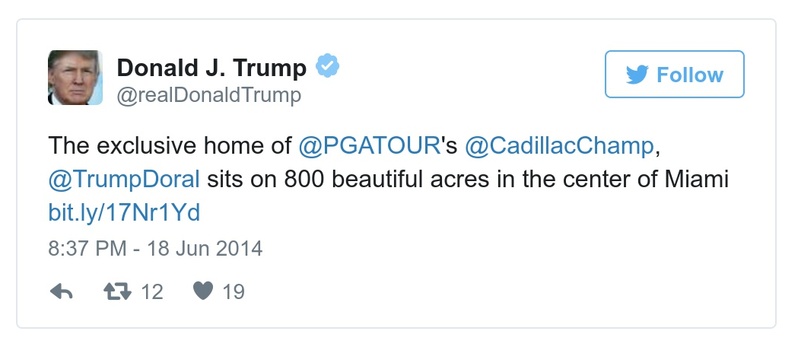 Donald J. Trump
@realDonaldTrump
Follow
The exclusive home of @PGATOUR's @CadillacChamp,
@TrumpDoral sits on 800 beautiful acres in the center of Miami
bit.ly/17Nr1Yd
8:37 PM - 18 Jun 2014
12 19